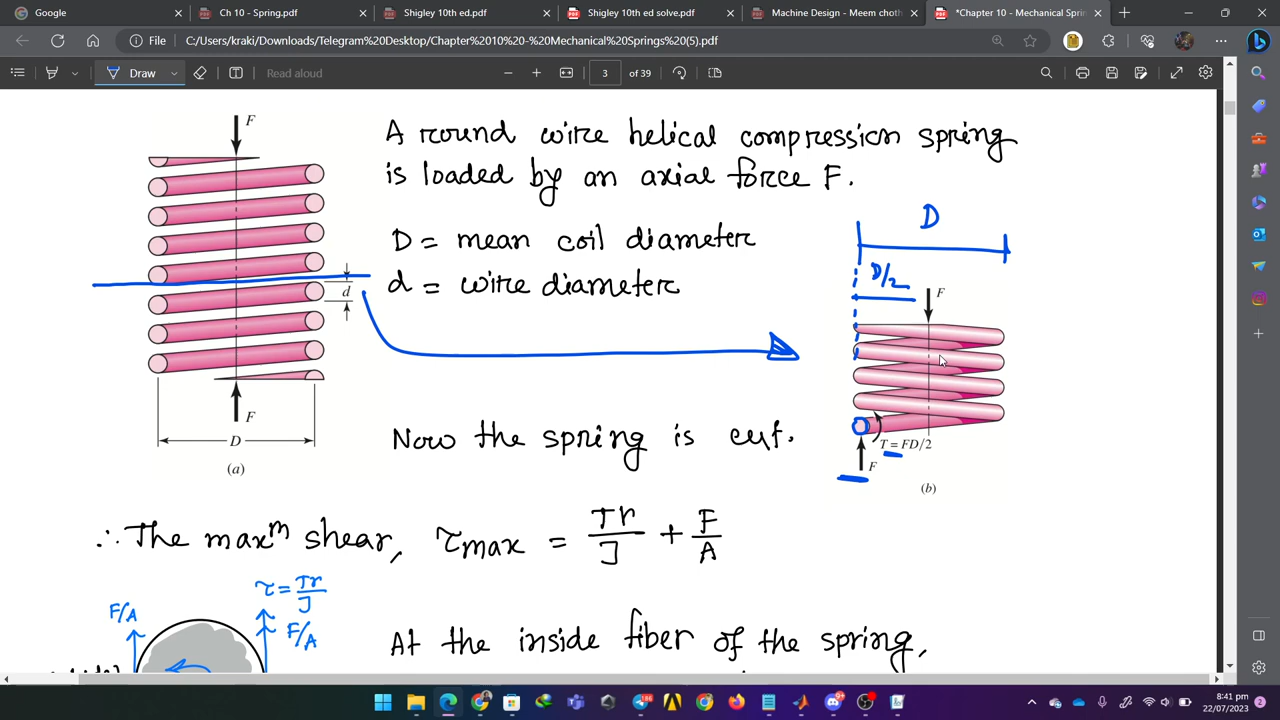 Google
Ch 10 - Spring.pdf
Shigley 10th ed.pdf
Shigley 10th ed solve.pdf
Machine Design - Meem choth
*Chapter 10 - Mechanical Sprin
File
C:/Users/kraki/Downloads/Telegram%20Desktop/Chapter%2010%20-%20Mechanical%20Springs%20(5).pdf
Draw
Read aloud
3
of 39
F
A round wire helical compression spring
is loaded by an axial force F.
D
D = mean coil diameter
D/2
d = wire diameter
d
F
F
Now the spring is cut.
D
T = FD/2
F
(a)
(b)
∴ The maxᵐ shear, τmax = Tr/J + F/A
τ = Tr/J
F/A
F/A
At the inside fiber of the spring,
186
9+
8:41 pm
22/07/2023